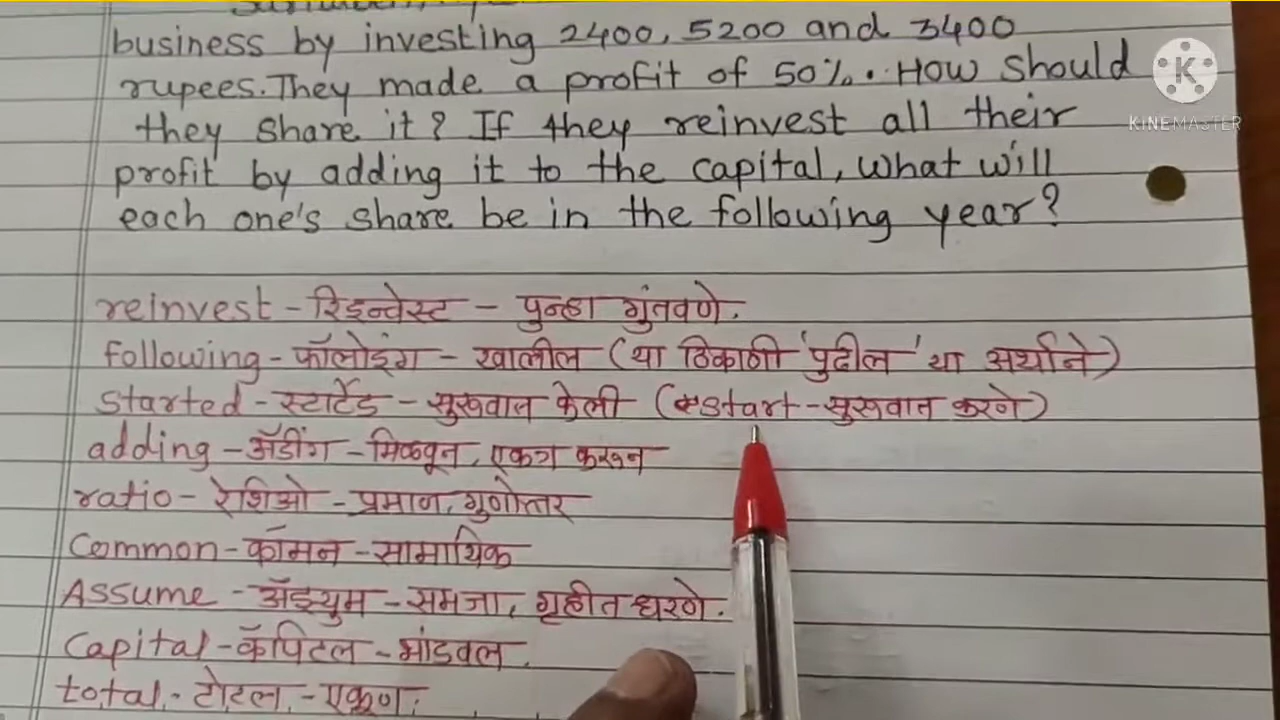 business by investing 2400, 5200 and 3400
rupees. They made a profit of 50%. How should
they share it? If they reinvest all their
profit by adding it to the capital, what will
each one's share be in the following year?
reinvest - रिइन्वेस्ट - पुन्हा गुंतवणे.
following - फॉलोइंग - खालील (या ठिकाणी 'पुढील' या अर्थाने)
started - स्टार्टेड - सुरूवात केली (start - सुरूवात करणे)
adding - ॲडींग - मिळवून, एकत्र करून
ratio - रेशिओ - प्रमाण, गुणोत्तर
Common - कॉमन - सामायिक
Assume - ॲझ्युम - समजा, गृहीत धरणे.
Capital - कॅपिटल - भांडवल.
total - टोटल - एकूण.
KINEMASTER